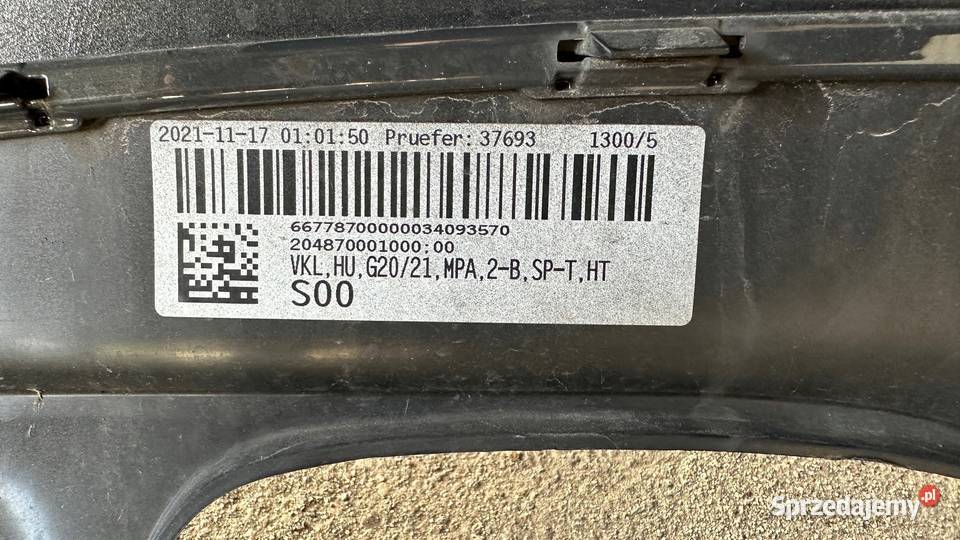 2021-11-17 01:01:50 Pruefer: 37693 1300/5
66778700000034093570
204870001000:00
VKL,HU,G20/21,MPA,2-B,SP-T,HT
S00
Sprzedajemy.pl